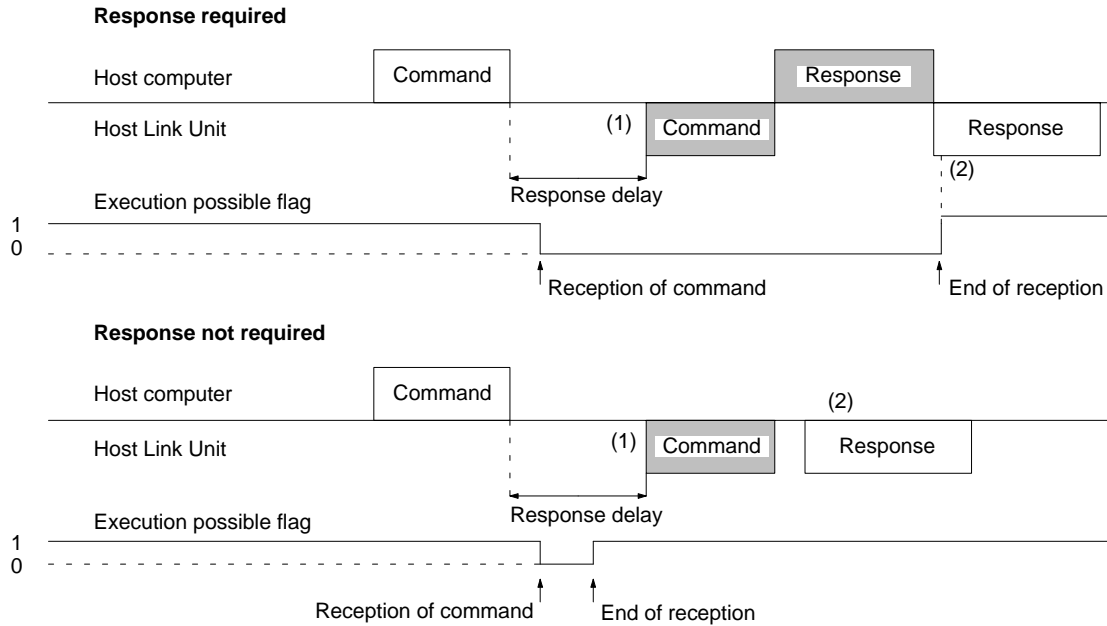 Response required
Host computer
Command
Response
Host Link Unit
(1)
Command
Response
(2)
Response delay
Execution possible flag
1
0
Reception of command
End of reception
Response not required
Host computer
Command
(2)
Host Link Unit
(1)
Command
Response
Response delay
Execution possible flag
1
0
Reception of command
End of reception